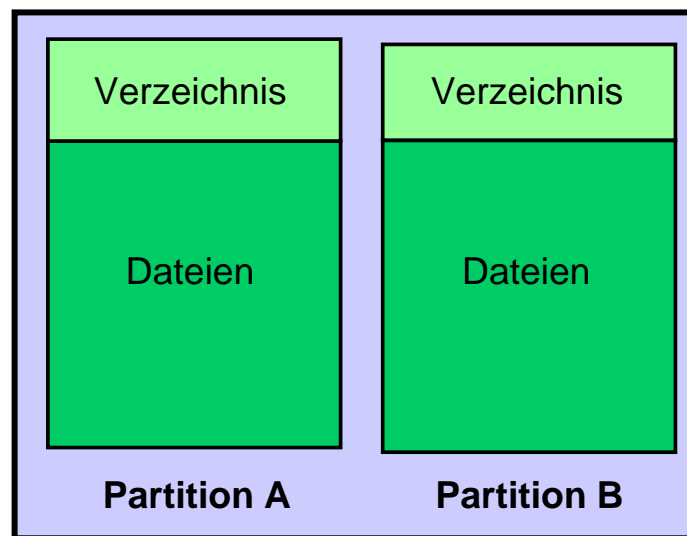 Verzeichnis
Verzeichnis
Dateien
Dateien
Partition A
Partition B